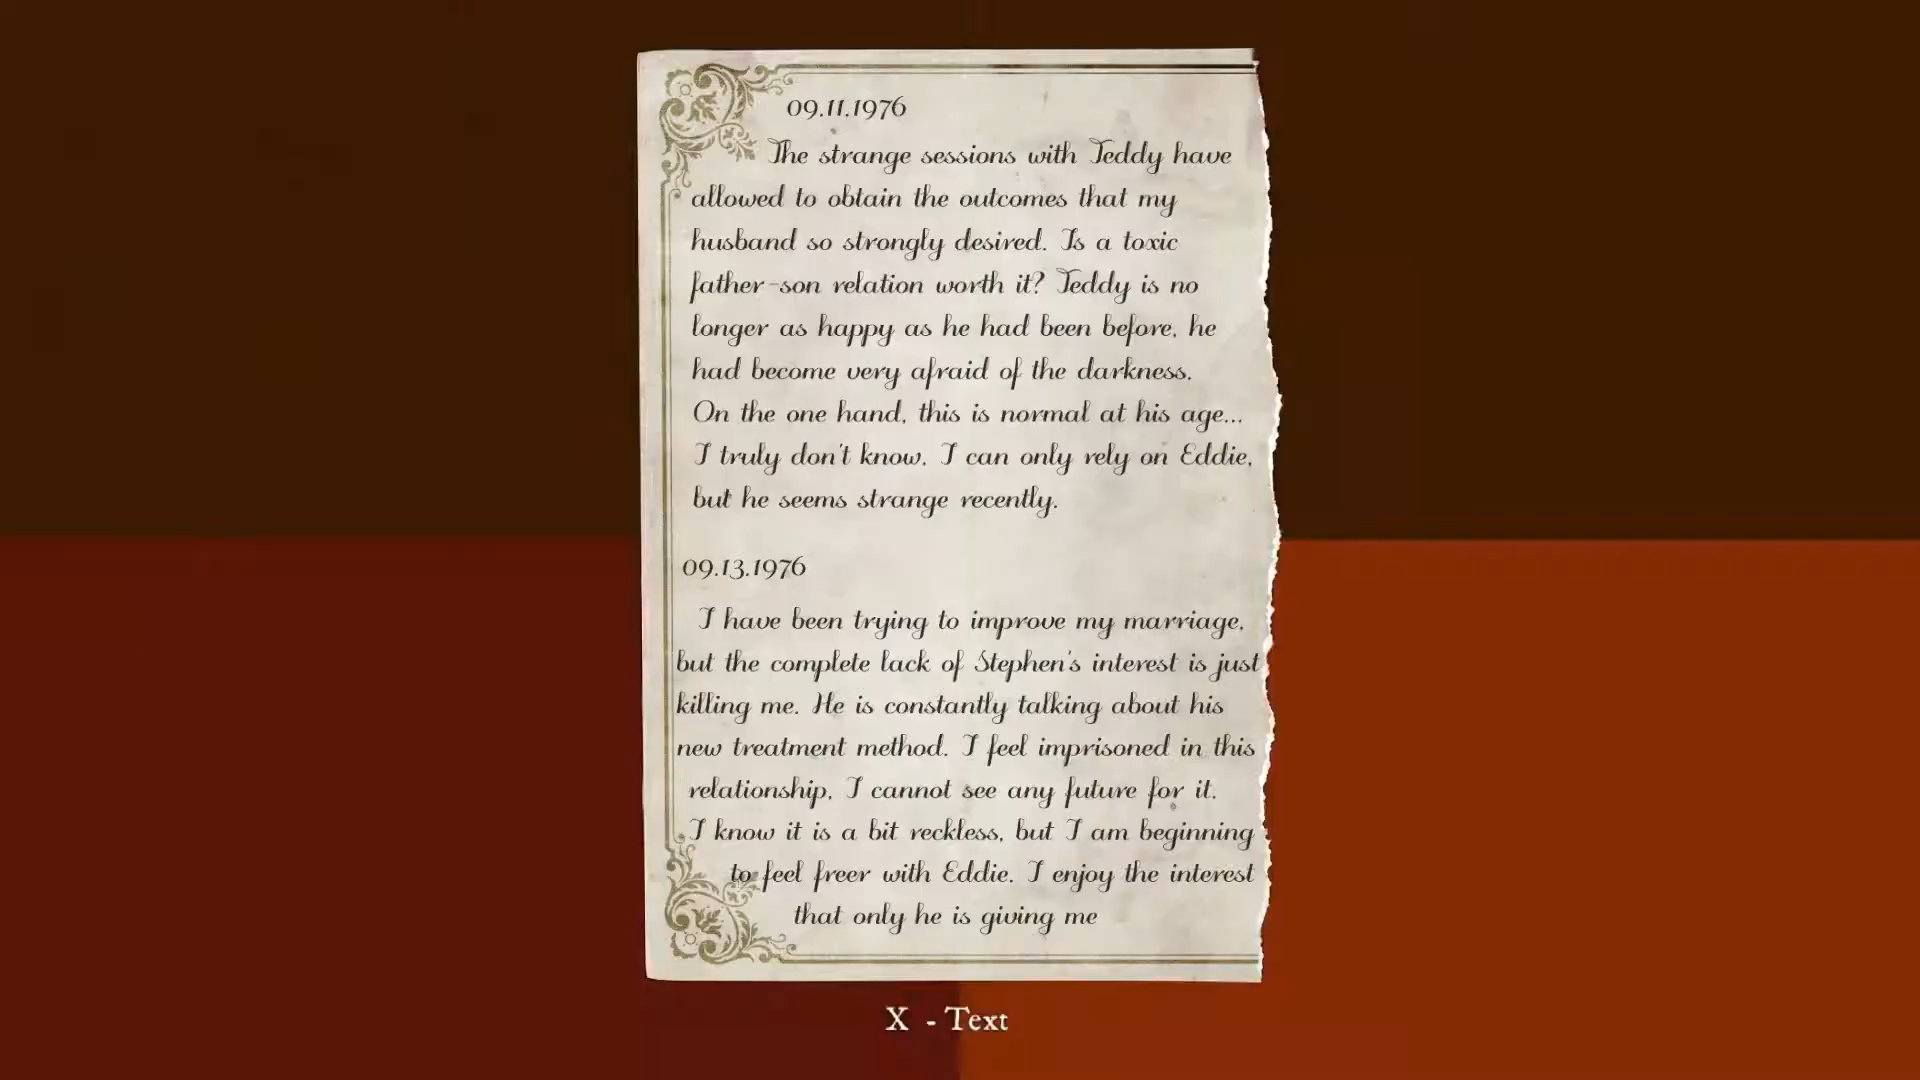 09.11.1976
The strange sessions with Teddy have
allowed to obtain the outcomes that my
husband so strongly desired. Is a toxic
father-son relation worth it? Teddy is no
longer as happy as he had been before, he
had become very afraid of the darkness.
On the one hand, this is normal at his age...
I truly don't know. I can only rely on Eddie,
but he seems strange recently.
09.13.1976
I have been trying to improve my marriage,
but the complete lack of Stephen's interest is just
killing me. He is constantly talking about his
new treatment method. I feel imprisoned in this
relationship, I cannot see any future for it.
I know it is a bit reckless, but I am beginning
to feel freer with Eddie. I enjoy the interest
that only he is giving me
X - Text